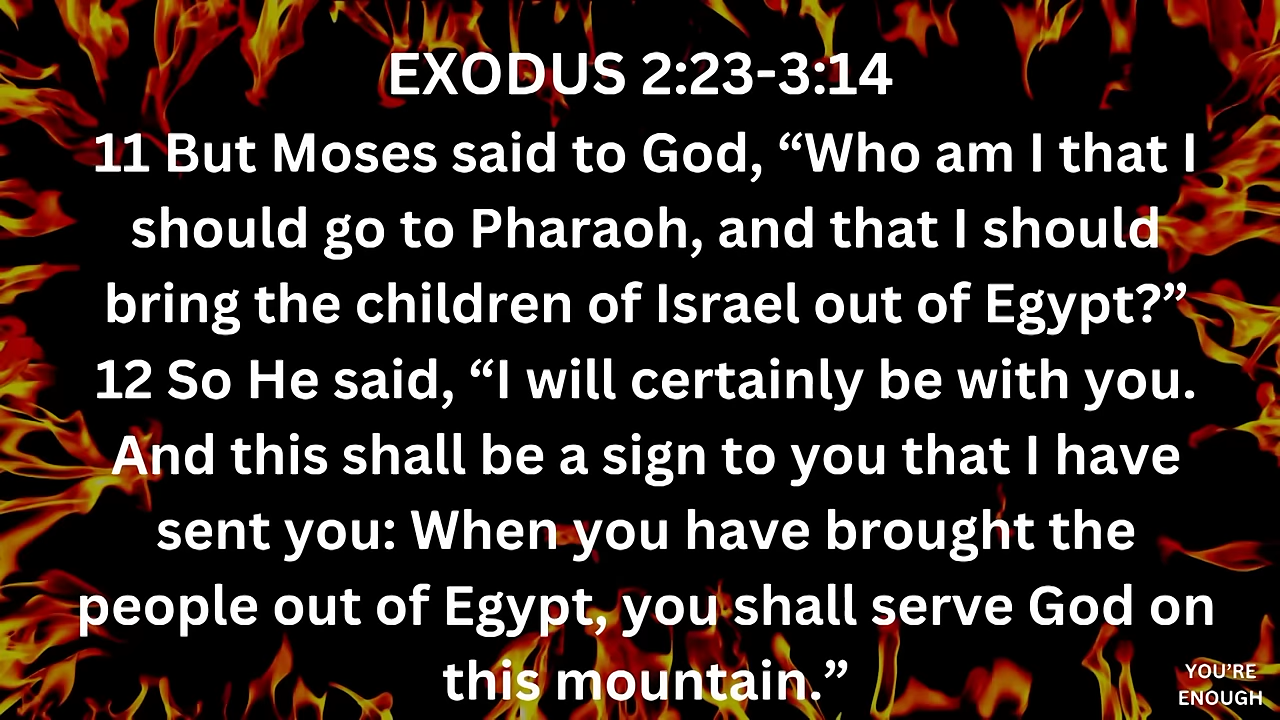 EXODUS 2:23-3:14
11 But Moses said to God, “Who am I that I
should go to Pharaoh, and that I should
bring the children of Israel out of Egypt?”
12 So He said, “I will certainly be with you.
And this shall be a sign to you that I have
sent you: When you have brought the
people out of Egypt, you shall serve God on
this mountain.”
YOU’RE
ENOUGH